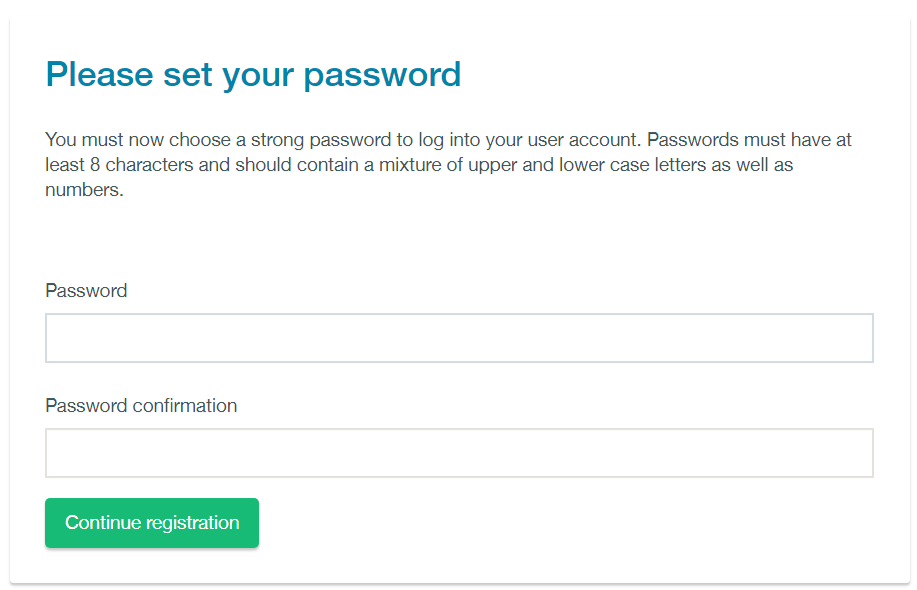 Please set your password
You must now choose a strong password to log into your user account. Passwords must have at
least 8 characters and should contain a mixture of upper and lower case letters as well as
numbers.
Password
Password confirmation
Continue registration